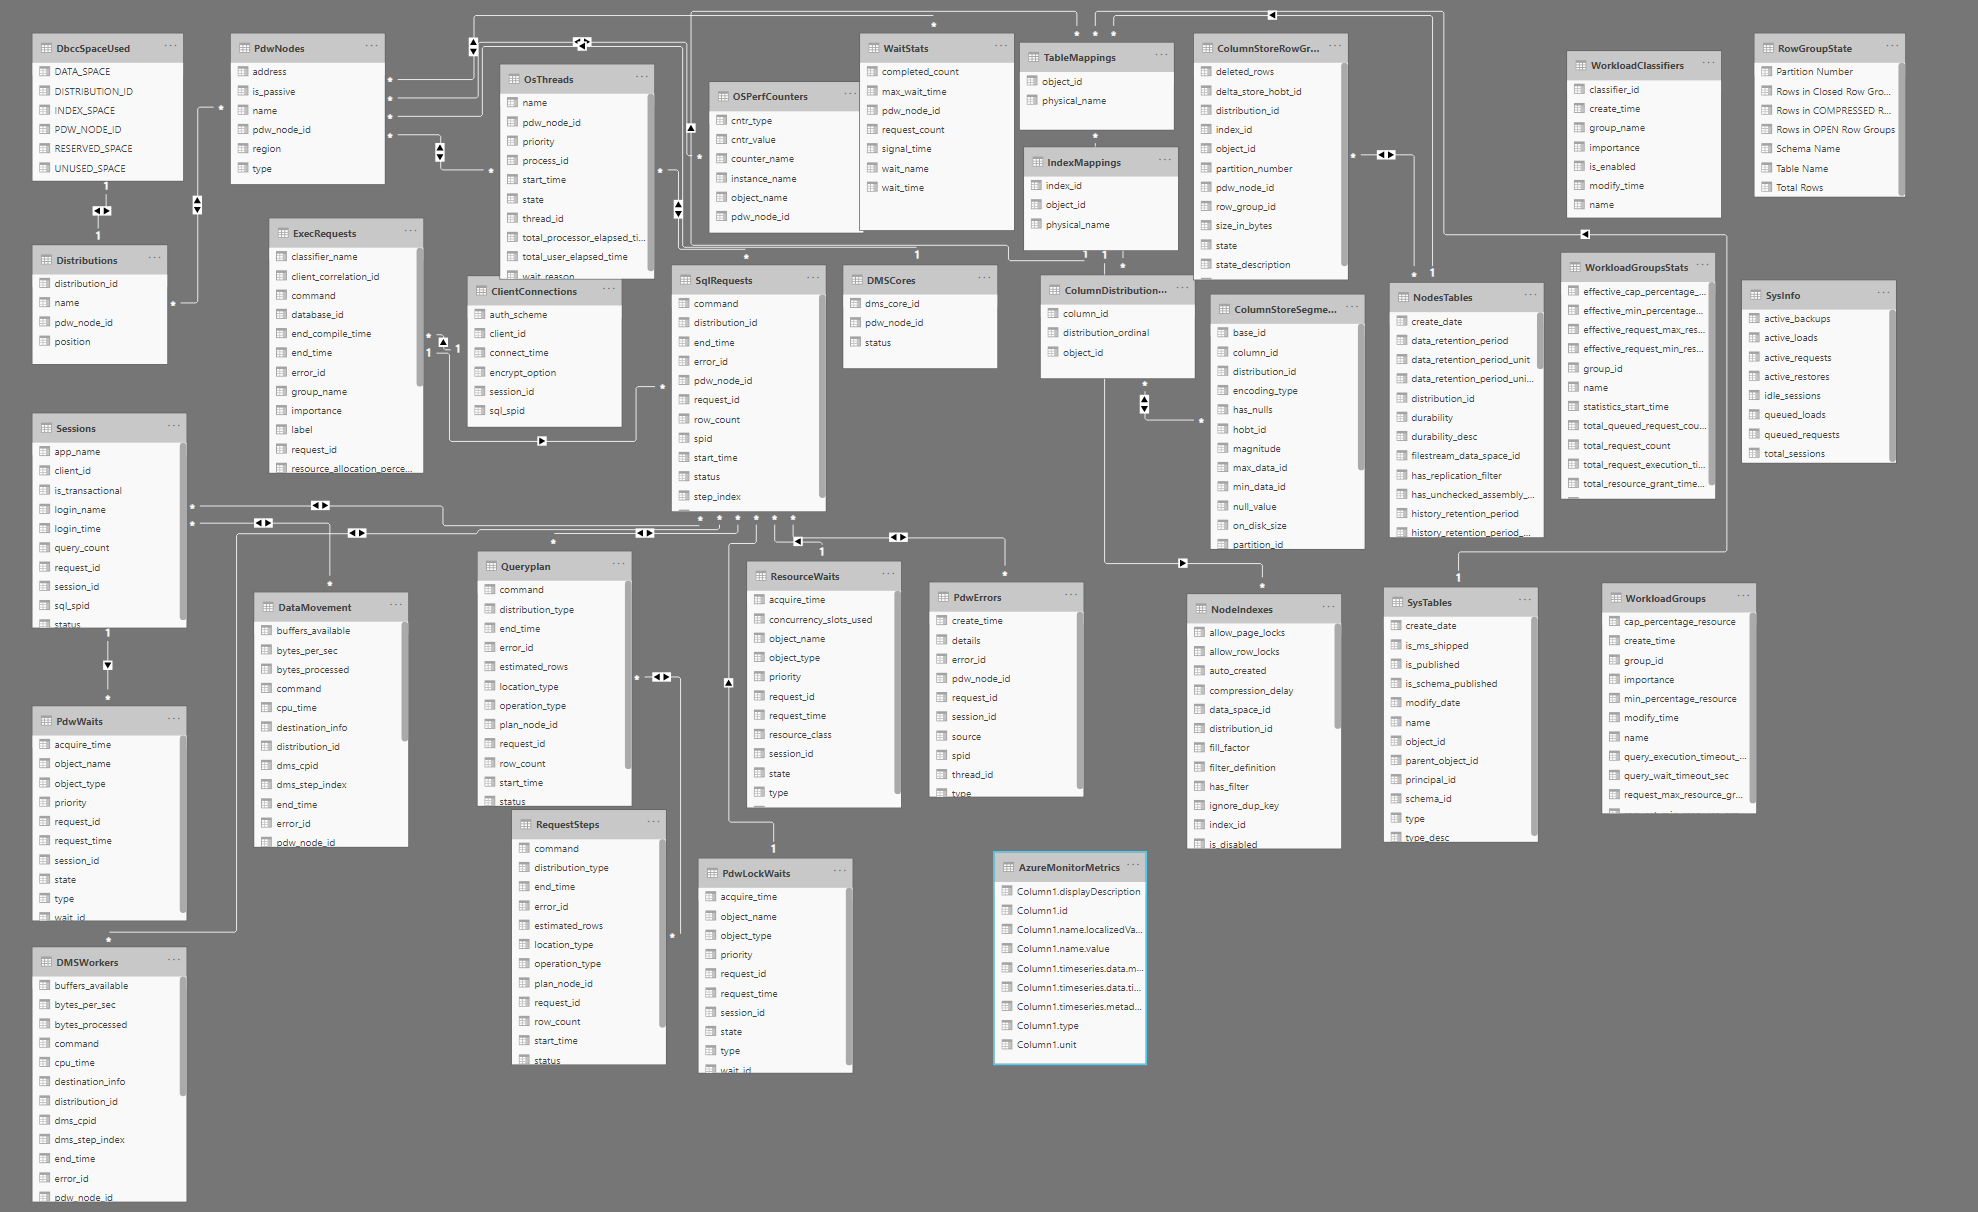 DbccSpaceUsed
DATA_SPACE
DISTRIBUTION_ID
INDEX_SPACE
PDW_NODE_ID
RESERVED_SPACE
UNUSED_SPACE
PdwNodes
address
is_passive
name
pdw_node_id
region
type
OsThreads
name
pdw_node_id
priority
process_id
start_time
state
thread_id
total_processor_elapsed_ti...
total_user_elapsed_time
wait_reason
OSPerfCounters
cntr_type
cntr_value
counter_name
instance_name
object_name
pdw_node_id
WaitStats
completed_count
max_wait_time
pdw_node_id
request_count
signal_time
wait_name
wait_time
TableMappings
object_id
physical_name
IndexMappings
index_id
object_id
physical_name
ColumnStoreRowGr...
deleted_rows
delta_store_hobt_id
distribution_id
index_id
object_id
partition_number
pdw_node_id
row_group_id
size_in_bytes
state
state_description
WorkloadClassifiers
classifier_id
create_time
group_name
importance
is_enabled
modify_time
name
RowGroupState
Partition Number
Rows in Closed Row Gro...
Rows in COMPRESSED R...
Rows in OPEN Row Groups
Schema Name
Table Name
Total Rows
Distributions
distribution_id
name
pdw_node_id
position
ExecRequests
classifier_name
client_correlation_id
command
database_id
end_compile_time
end_time
error_id
group_name
importance
label
request_id
resource_allocation_perce...
ClientConnections
auth_scheme
client_id
connect_time
encrypt_option
session_id
sql_spid
SqlRequests
command
distribution_id
end_time
error_id
pdw_node_id
request_id
row_count
spid
start_time
status
step_index
DMSCores
dms_core_id
pdw_node_id
status
ColumnDistribution...
column_id
distribution_ordinal
object_id
ColumnStoreSegme...
base_id
column_id
distribution_id
encoding_type
has_nulls
hobt_id
magnitude
max_data_id
min_data_id
null_value
on_disk_size
partition_id
NodesTables
create_date
data_retention_period
data_retention_period_unit
data_retention_period_uni...
distribution_id
durability
durability_desc
filestream_data_space_id
has_replication_filter
has_unchecked_assembly_...
history_retention_period
history_retention_period_...
WorkloadGroupsStats
effective_cap_percentage_...
effective_min_percentage...
effective_request_max_res...
effective_request_min_res...
group_id
name
statistics_start_time
total_queued_request_cou...
total_request_count
total_request_execution_ti...
total_resource_grant_time...
SysInfo
active_backups
active_loads
active_requests
active_restores
idle_sessions
queued_loads
queued_requests
total_sessions
Sessions
app_name
client_id
is_transactional
login_name
login_time
query_count
request_id
session_id
sql_spid
status
DataMovement
buffers_available
bytes_per_sec
bytes_processed
command
cpu_time
destination_info
distribution_id
dms_cpid
dms_step_index
end_time
error_id
pdw_node_id
Queryplan
command
distribution_type
end_time
error_id
estimated_rows
location_type
operation_type
plan_node_id
request_id
row_count
start_time
status
ResourceWaits
acquire_time
concurrency_slots_used
object_name
object_type
priority
request_id
request_time
resource_class
session_id
state
type
PdwErrors
create_time
details
error_id
pdw_node_id
request_id
session_id
source
spid
thread_id
type
NodeIndexes
allow_page_locks
allow_row_locks
auto_created
compression_delay
data_space_id
distribution_id
fill_factor
filter_definition
has_filter
ignore_dup_key
index_id
is_disabled
SysTables
create_date
is_ms_shipped
is_published
is_schema_published
modify_date
name
object_id
parent_object_id
principal_id
schema_id
type
type_desc
WorkloadGroups
cap_percentage_resource
create_time
group_id
importance
min_percentage_resource
modify_time
name
query_execution_timeout_...
query_wait_timeout_sec
request_max_resource_gr...
PdwWaits
acquire_time
object_name
object_type
priority
request_id
request_time
session_id
state
type
wait_id
RequestSteps
command
distribution_type
end_time
error_id
estimated_rows
location_type
operation_type
plan_node_id
request_id
row_count
start_time
status
PdwLockWaits
acquire_time
object_name
object_type
priority
request_id
request_time
session_id
state
type
wait_id
AzureMonitorMetrics
Column1.displayDescription
Column1.id
Column1.name.localizedVa...
Column1.name.value
Column1.timeseries.data.m...
Column1.timeseries.data.ti...
Column1.timeseries.metad...
Column1.type
Column1.unit
DMSWorkers
buffers_available
bytes_per_sec
bytes_processed
command
cpu_time
destination_info
distribution_id
dms_cpid
dms_step_index
end_time
error_id
pdw_node_id